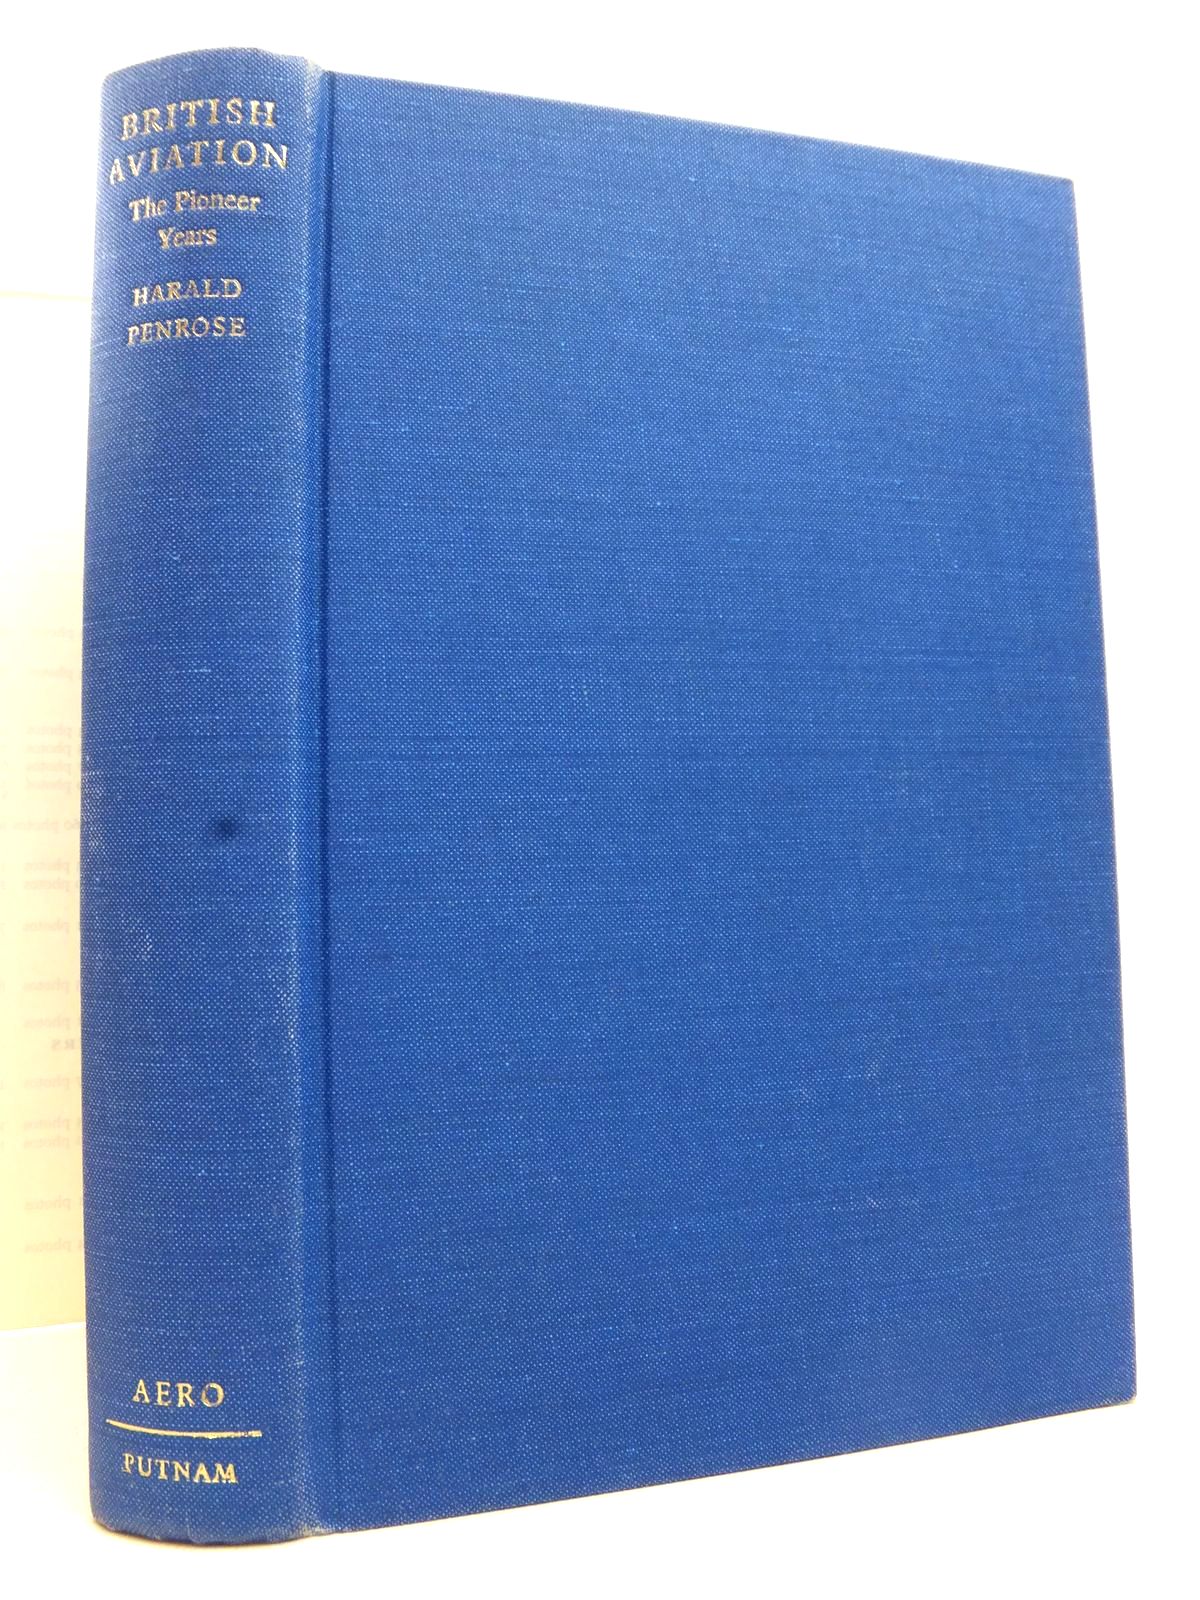 BRITISH
AVIATION
The Pioneer
Years
HARALD
PENROSE
AERO
PUTNAM